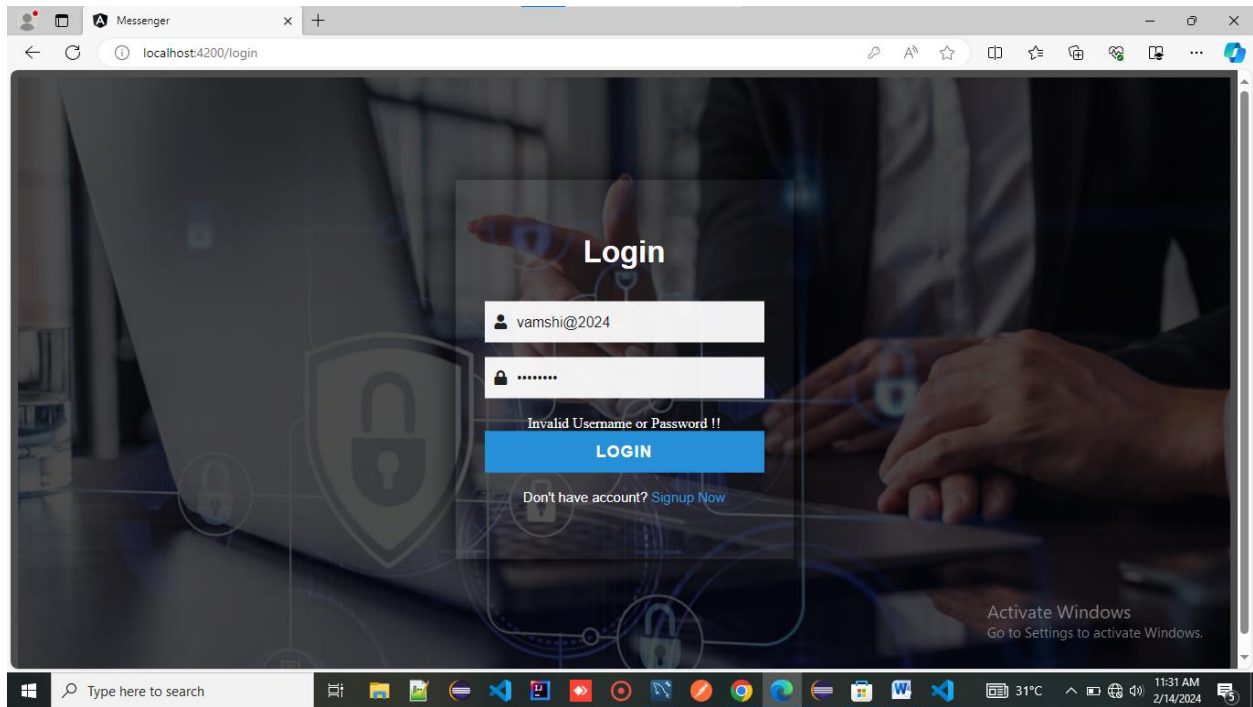 Messenger
localhost:4200/login
Login
vamshi@2024
••••••••
Invalid Username or Password !!
LOGIN
Don't have account? Signup Now
Activate Windows
Go to Settings to activate Windows.
Type here to search
31°C
11:31 AM
2/14/2024
5